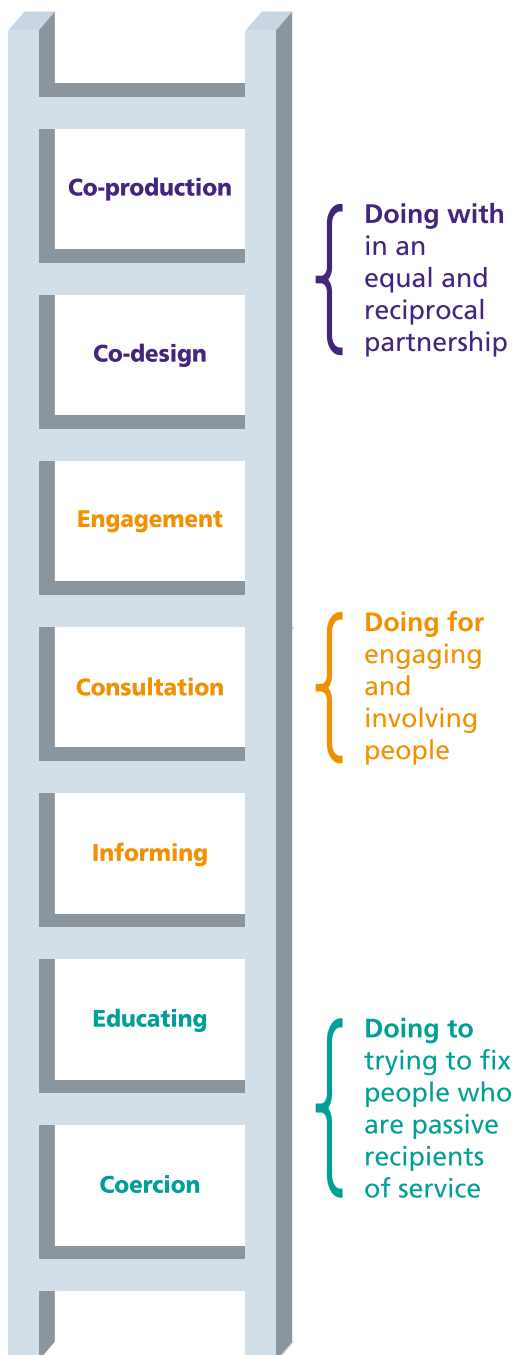 Co-production
Doing with
in an
equal and
reciprocal
partnership
Co-design
Engagement
Doing for
engaging
and
involving
people
Consultation
Informing
Educating
Doing to
trying to fix
people who
are passive
recipients
of service
Coercion